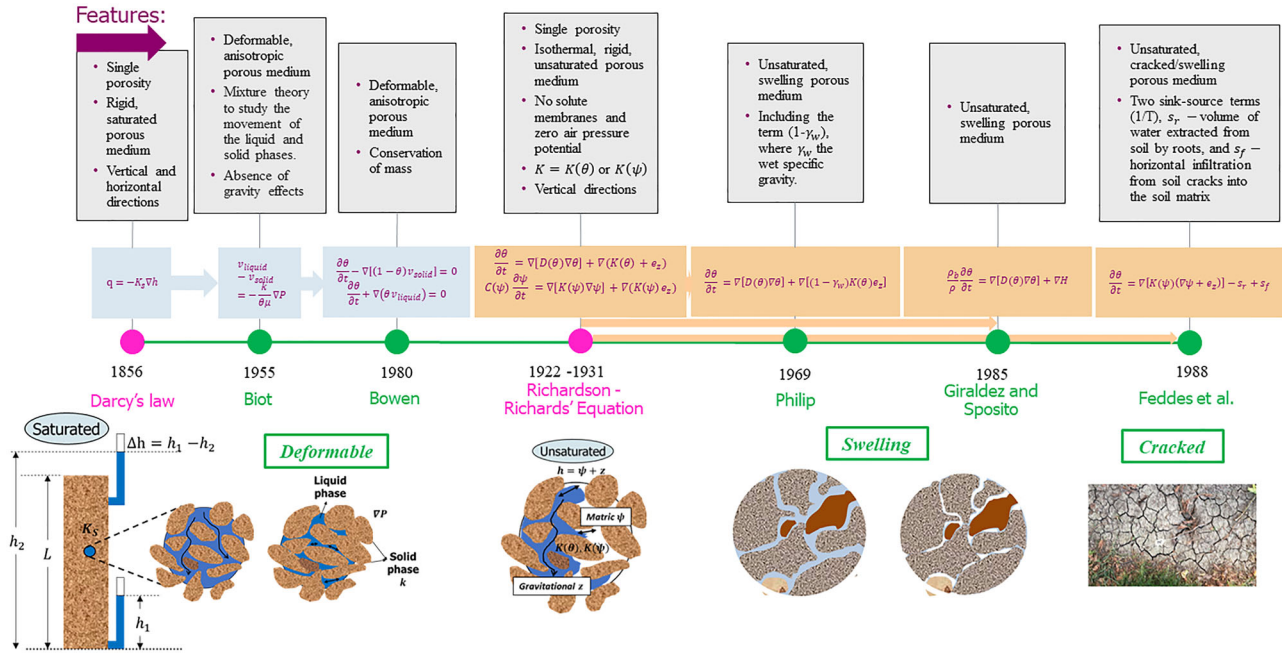 Features:
• Single
porosity
• Rigid,
saturated
porous
medium
• Vertical and
horizontal
directions
• Deformable,
anisotropic
porous medium
• Mixture theory
to study the
movement of
the liquid and
solid phases.
• Absence of
gravity effects
• Deformable,
anisotropic
porous
medium
• Conservation
of mass
• Single porosity
• Isothermal, rigid,
unsaturated porous
medium
• No solute
membranes and
zero air pressure
potential
• K = K(θ) or K(ψ)
• Vertical directions
• Unsaturated,
swelling porous
medium
• Including the
term (1-γ_w),
where γ_w the
wet specific
gravity.
• Unsaturated,
swelling porous
medium
• Unsaturated,
cracked/swelling
porous medium
• Two sink-source terms
(1/T), s_r − volume of
water extracted from
soil by roots, and s_f −
horizontal infiltration
from soil cracks into
the soil matrix
q = −K_s∇h
v_liquid
− v_solid
= − k/θμ ∇P
∂θ/∂t − ∇[(1 − θ)v_solid] = 0
∂θ/∂t + ∇(θv_liquid) = 0
∂θ/∂t = ∇[D(θ)∇θ] + ∇(K(θ) + e_z)
C(ψ) ∂ψ/∂t = ∇[K(ψ)∇ψ] + ∇(K(ψ)e_z)
∂θ/∂t = ∇[D(θ)∇θ] + ∇[(1 − γ_w)K(θ)e_z]
ρ_b/ρ ∂θ/∂t = ∇[D(θ)∇θ] + ∇H
∂θ/∂t = ∇[K(ψ)(∇ψ + e_z)] − s_r + s_f
1856
Darcy's law
1955
Biot
1980
Bowen
1922 -1931
Richardson -
Richards' Equation
1969
Philip
1985
Giraldez and
Sposito
1988
Feddes et al.
Saturated
Δh = h₁ − h₂
h₂
L
K_s
h₁
Deformable
Liquid
phase
∇P
Solid
phase
k
Unsaturated
h = ψ + z
Matric ψ
K(θ), K(ψ)
Gravitational z
Swelling
Cracked